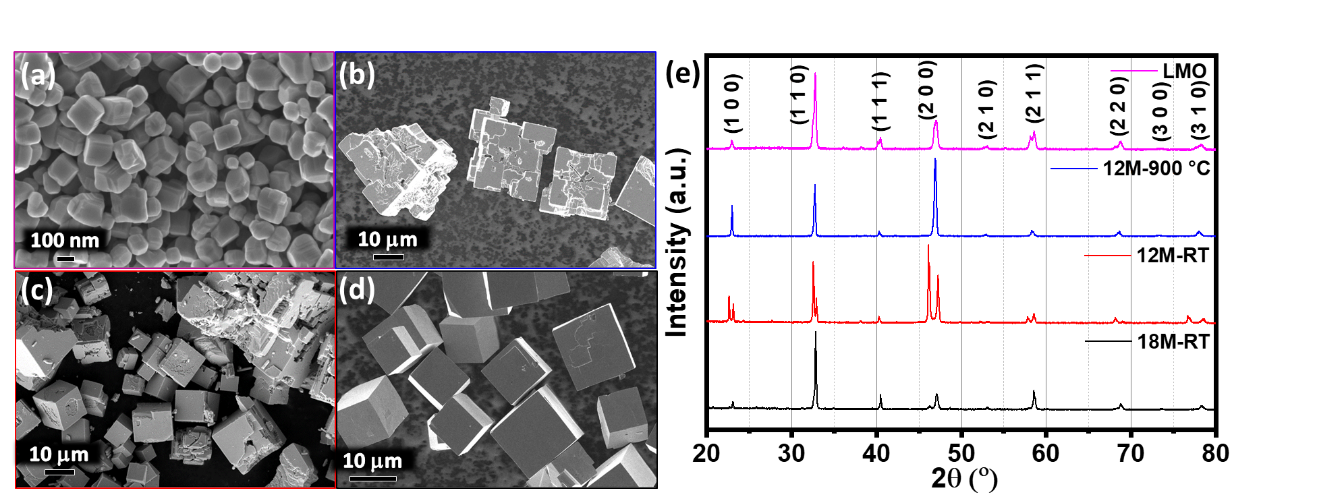 (a)
100 nm
(b)
10 µm
(c)
10 µm
(d)
10 µm
(e)
Intensity (a.u.)
(1 0 0)
(1 1 0)
(1 1 1)
(2 0 0)
(2 1 0)
(2 1 1)
(2 2 0)
(3 0 0)
(3 1 0)
LMO
12M-900 °C
12M-RT
18M-RT
20 30 40 50 60 70 80
2θ (°)